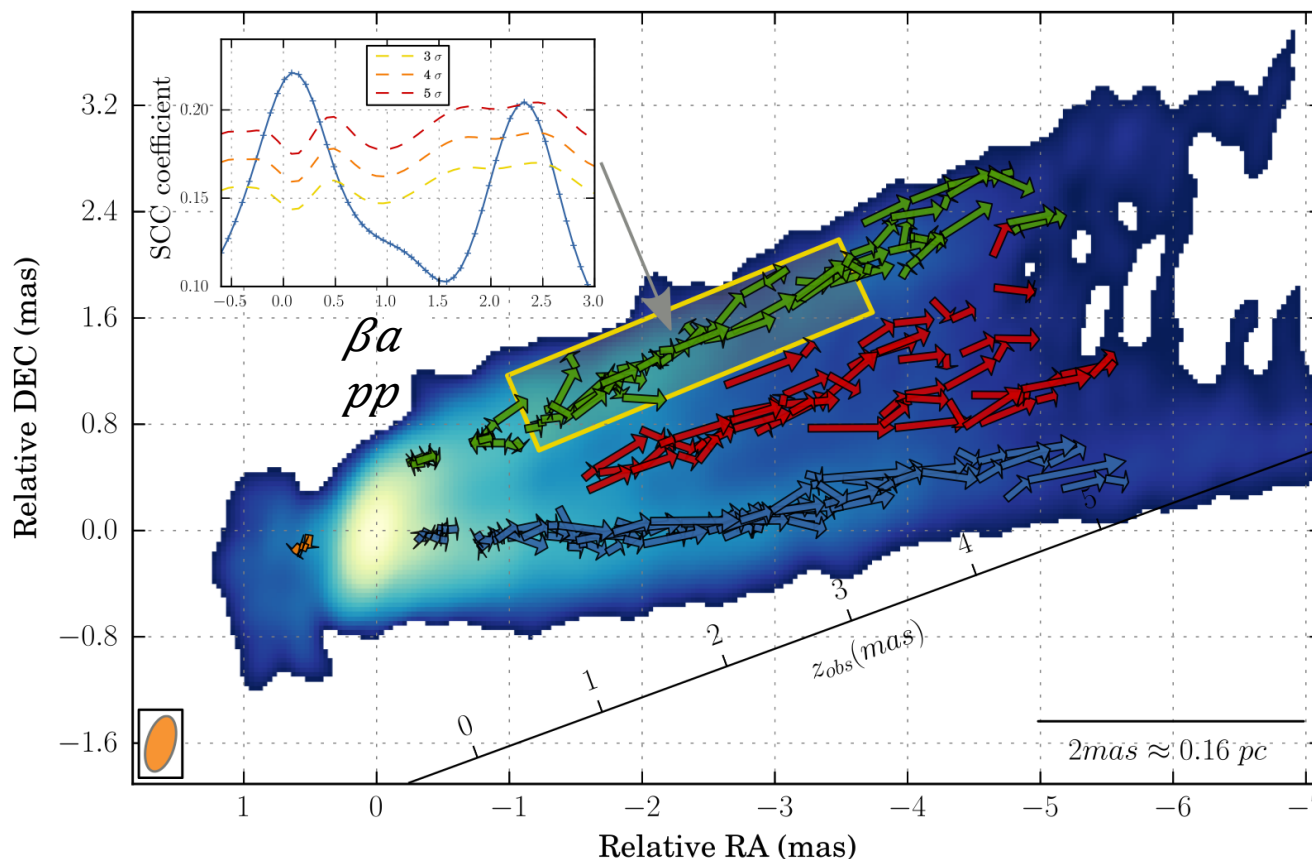 3 σ
4 σ
5 σ
SCC coefficient
0.20
0.15
0.10
−0.5 0.0 0.5 1.0 1.5 2.0 2.5 3.0
βa
pp
Relative DEC (mas)
3.2
2.4
1.6
0.8
0.0
−0.8
−1.6
0 1 2 3 4 5
z_obs(mas)
2mas ≈ 0.16 pc
1 0 −1 −2 −3 −4 −5 −6 −7
Relative RA (mas)